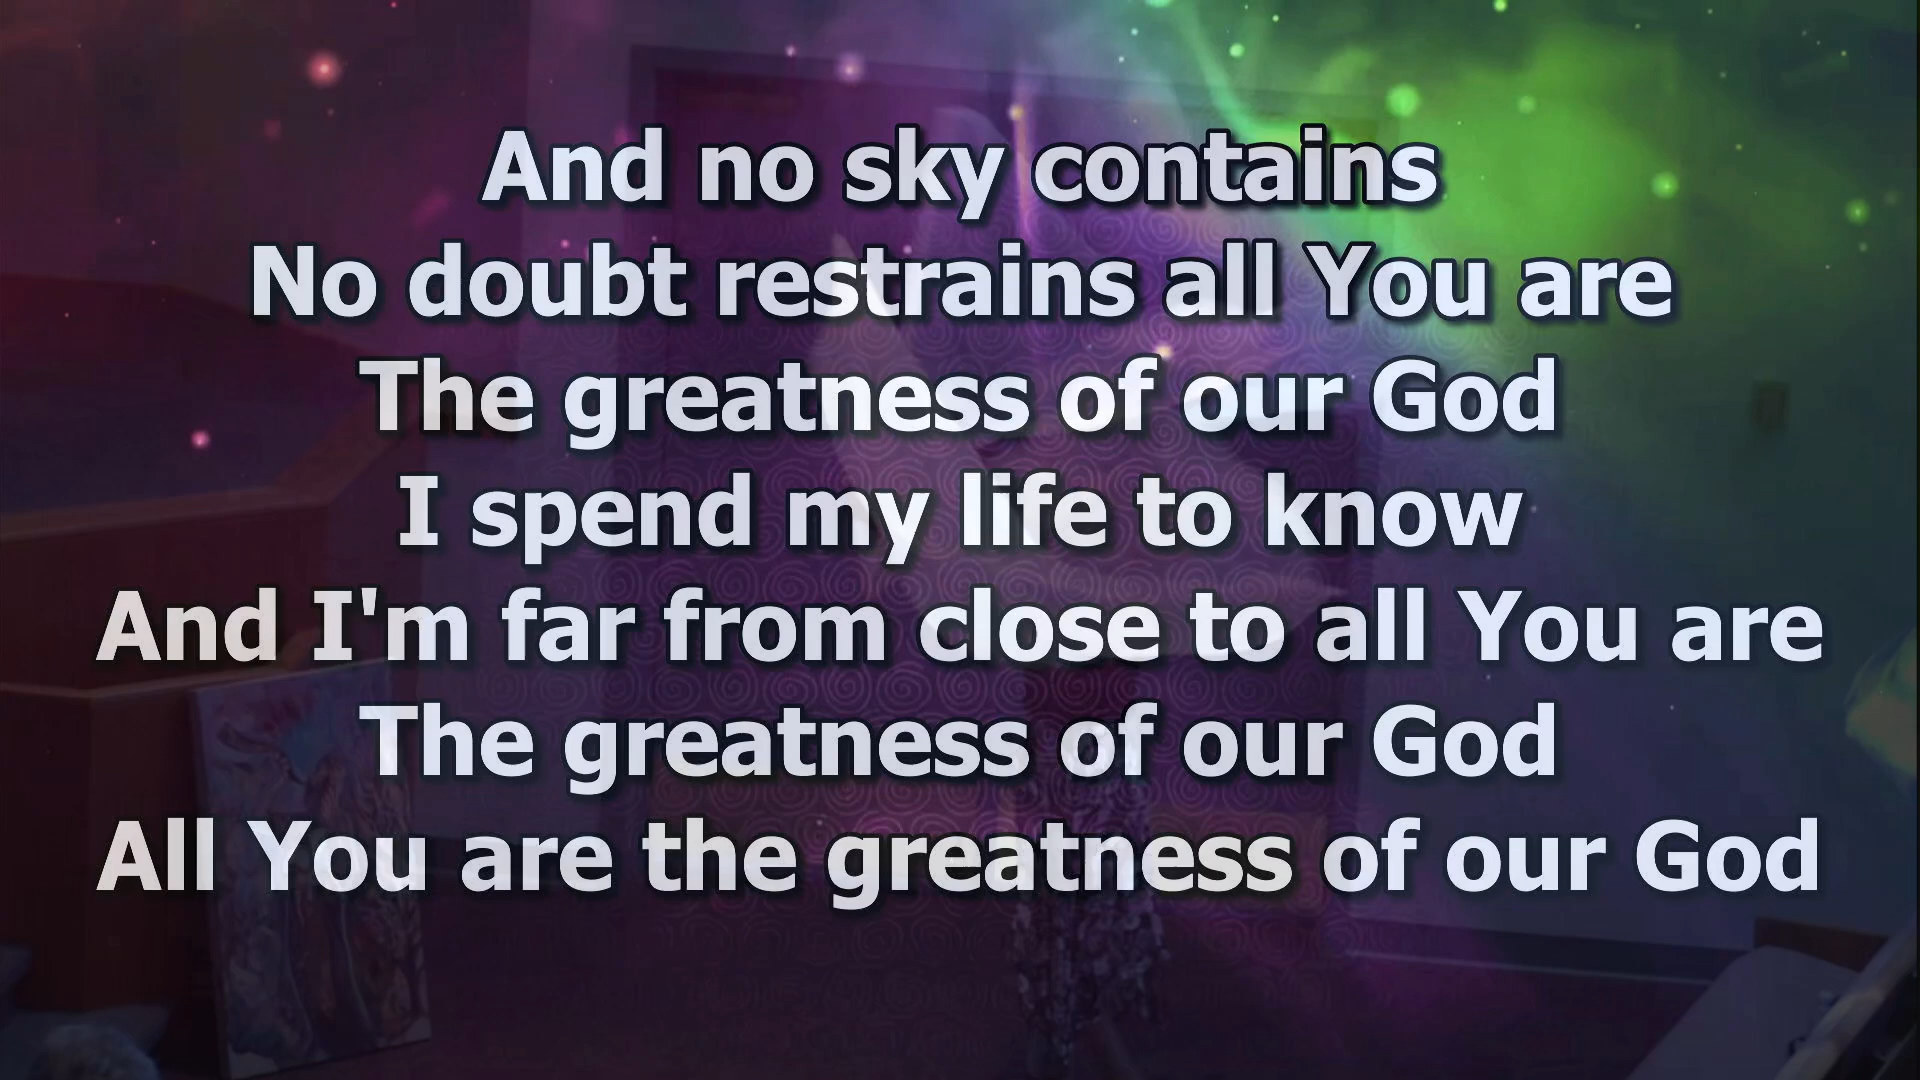 And no sky contains
No doubt restrains all You are
The greatness of our God
I spend my life to know
And I'm far from close to all You are
The greatness of our God
All You are the greatness of our God